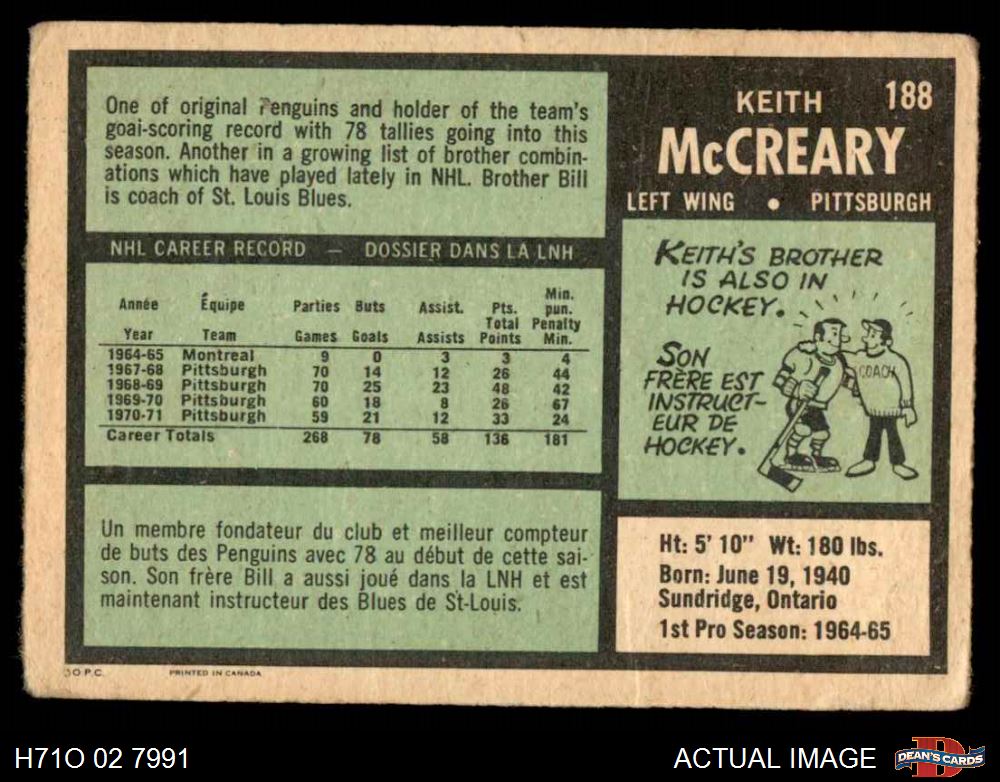 One of original Penguins and holder of the team's
goal-scoring record with 78 tallies going into this
season. Another in a growing list of brother combin-
ations which have played lately in NHL. Brother Bill
is coach of St. Louis Blues.
KEITH 188
McCREARY
LEFT WING • PITTSBURGH
NHL CAREER RECORD — DOSSIER DANS LA LNH
Année Équipe Parties Buts Assist. Pts. Min. pun.
Year Team Games Goals Assists Total Points Penalty Min.
1964-65 Montreal 9 0 3 3 4
1967-68 Pittsburgh 70 14 12 26 44
1968-69 Pittsburgh 70 25 23 48 42
1969-70 Pittsburgh 60 18 8 26 67
1970-71 Pittsburgh 59 21 12 33 24
Career Totals 268 78 58 136 181
KEITH'S BROTHER
IS ALSO IN
HOCKEY.
SON
FRÈRE EST
INSTRUCT-
EUR DE
HOCKEY.
COACH
Un membre fondateur du club et meilleur compteur
de buts des Penguins avec 78 au début de cette sai-
son. Son frère Bill a aussi joué dans la LNH et est
maintenant instructeur des Blues de St-Louis.
Ht: 5' 10" Wt: 180 lbs.
Born: June 19, 1940
Sundridge, Ontario
1st Pro Season: 1964-65
O.P.C. PRINTED IN CANADA
H71O 02 7991
ACTUAL IMAGE
D
DEAN'S CARDS